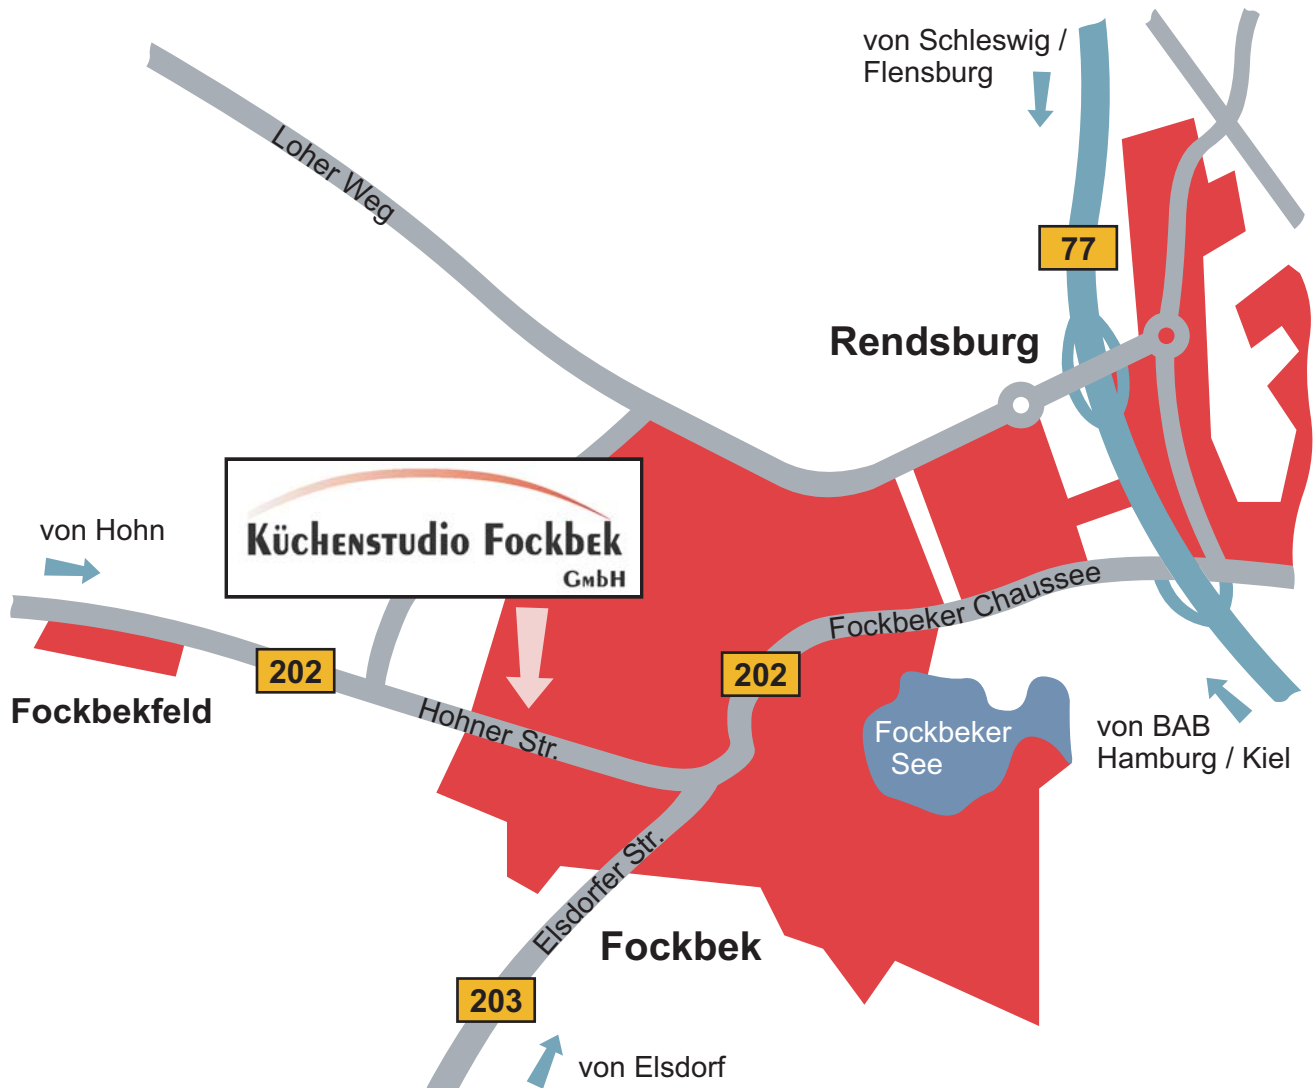 von Schleswig /
Flensburg
Loher Weg
77
Rendsburg
Küchenstudio Fockbek
GmbH
von Hohn
Fockbeker Chaussee
202
202
Fockbekfeld
Hohner Str.
Fockbeker
See
von BAB
Hamburg / Kiel
Elsdorfer Str.
Fockbek
203
von Elsdorf